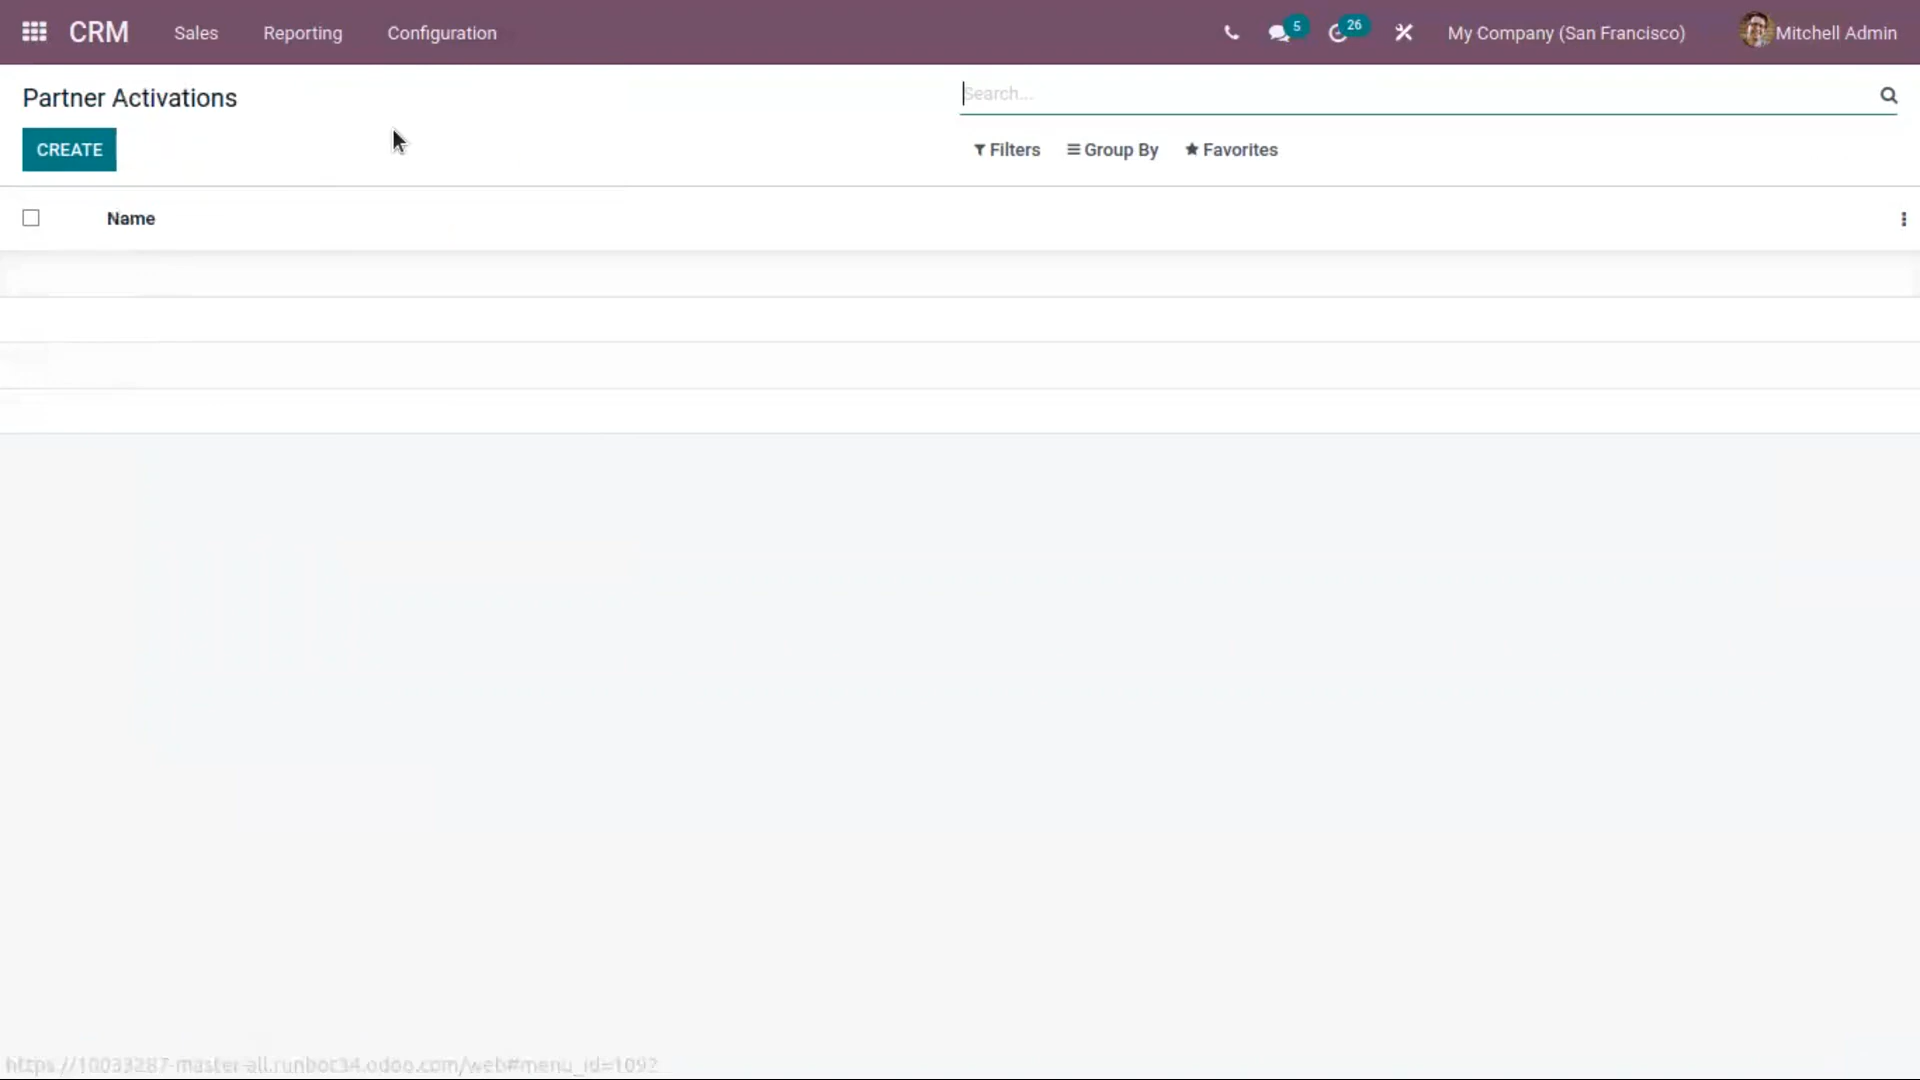 CRM Sales Reporting Configuration 5 26 My Company (San Francisco) Mitchell Admin
Partner Activations
Search...
CREATE
Filters Group By Favorites
Name
https://10033287-master-all.runbot34.odoo.com/web#menu_id=1092